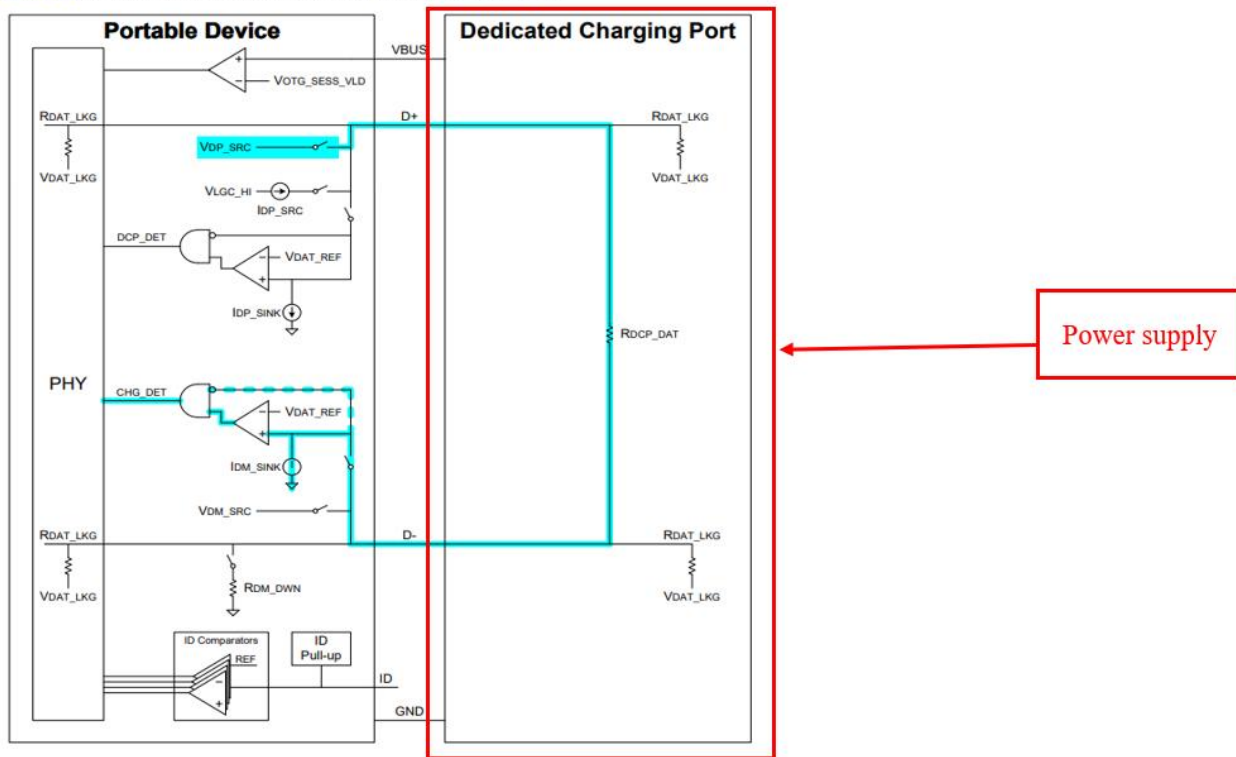 Portable Device
Dedicated Charging Port
VBUS
VOTG_SESS_VLD
RDAT_LKG
D+
RDAT_LKG
VDP_SRC
VDAT_LKG
VDAT_LKG
VLGC_HI
IDP_SRC
DCP_DET
VDAT_REF
IDP_SINK
RDCP_DAT
Power supply
PHY
CHG_DET
VDAT_REF
IDM_SINK
VDM_SRC
RDAT_LKG
D-
RDAT_LKG
RDM_DWN
VDAT_LKG
VDAT_LKG
ID Comparators
REF
ID
Pull-up
ID
GND